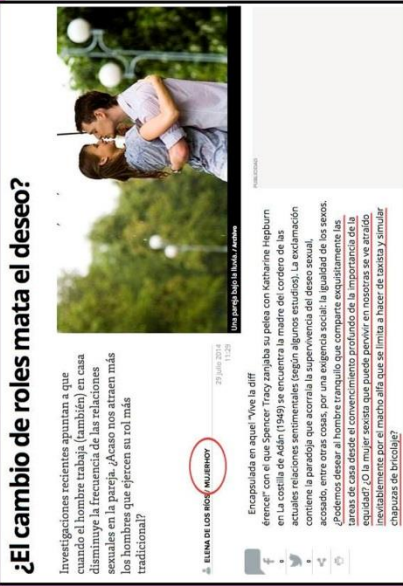 ¿El cambio de roles mata el deseo?
Investigaciones recientes apuntan a que
cuando el hombre trabaja (también) en casa
disminuye la frecuencia de las relaciones
sexuales en la pareja. ¿Acaso nos atraen más
los hombres que ejercen su rol más
tradicional?
Una pareja bajo la lluvia. / Archivo
ELENA DE LOS RÍOS/ MUJERHOY
29 julio 2014
11:29
Encapsulada en aquel "Vive la diff
érence!" con el que Spencer Tracy zanjaba su pelea con Katharine Hepburn
en La costilla de Adán (1949) se encuentra la madre del cordero de las
actuales relaciones sentimentales (según algunos estudios). La exclamación
contiene la paradoja que acorrala la supervivencia del deseo sexual,
acosado, entre otras cosas, por una exigencia social: la igualdad de los sexos.
¿Podemos desear al hombre tranquilo que comparte exquisitamente las
tareas de casa desde el convencimiento profundo de la importancia de la
equidad? ¿O la mujer sexista que puede pervivir en nosotras se ve atraído
inevitablemente por el macho alfa que se limita a hacer de taxista y simular
chapuzas de bricolaje?
PUBLICIDAD